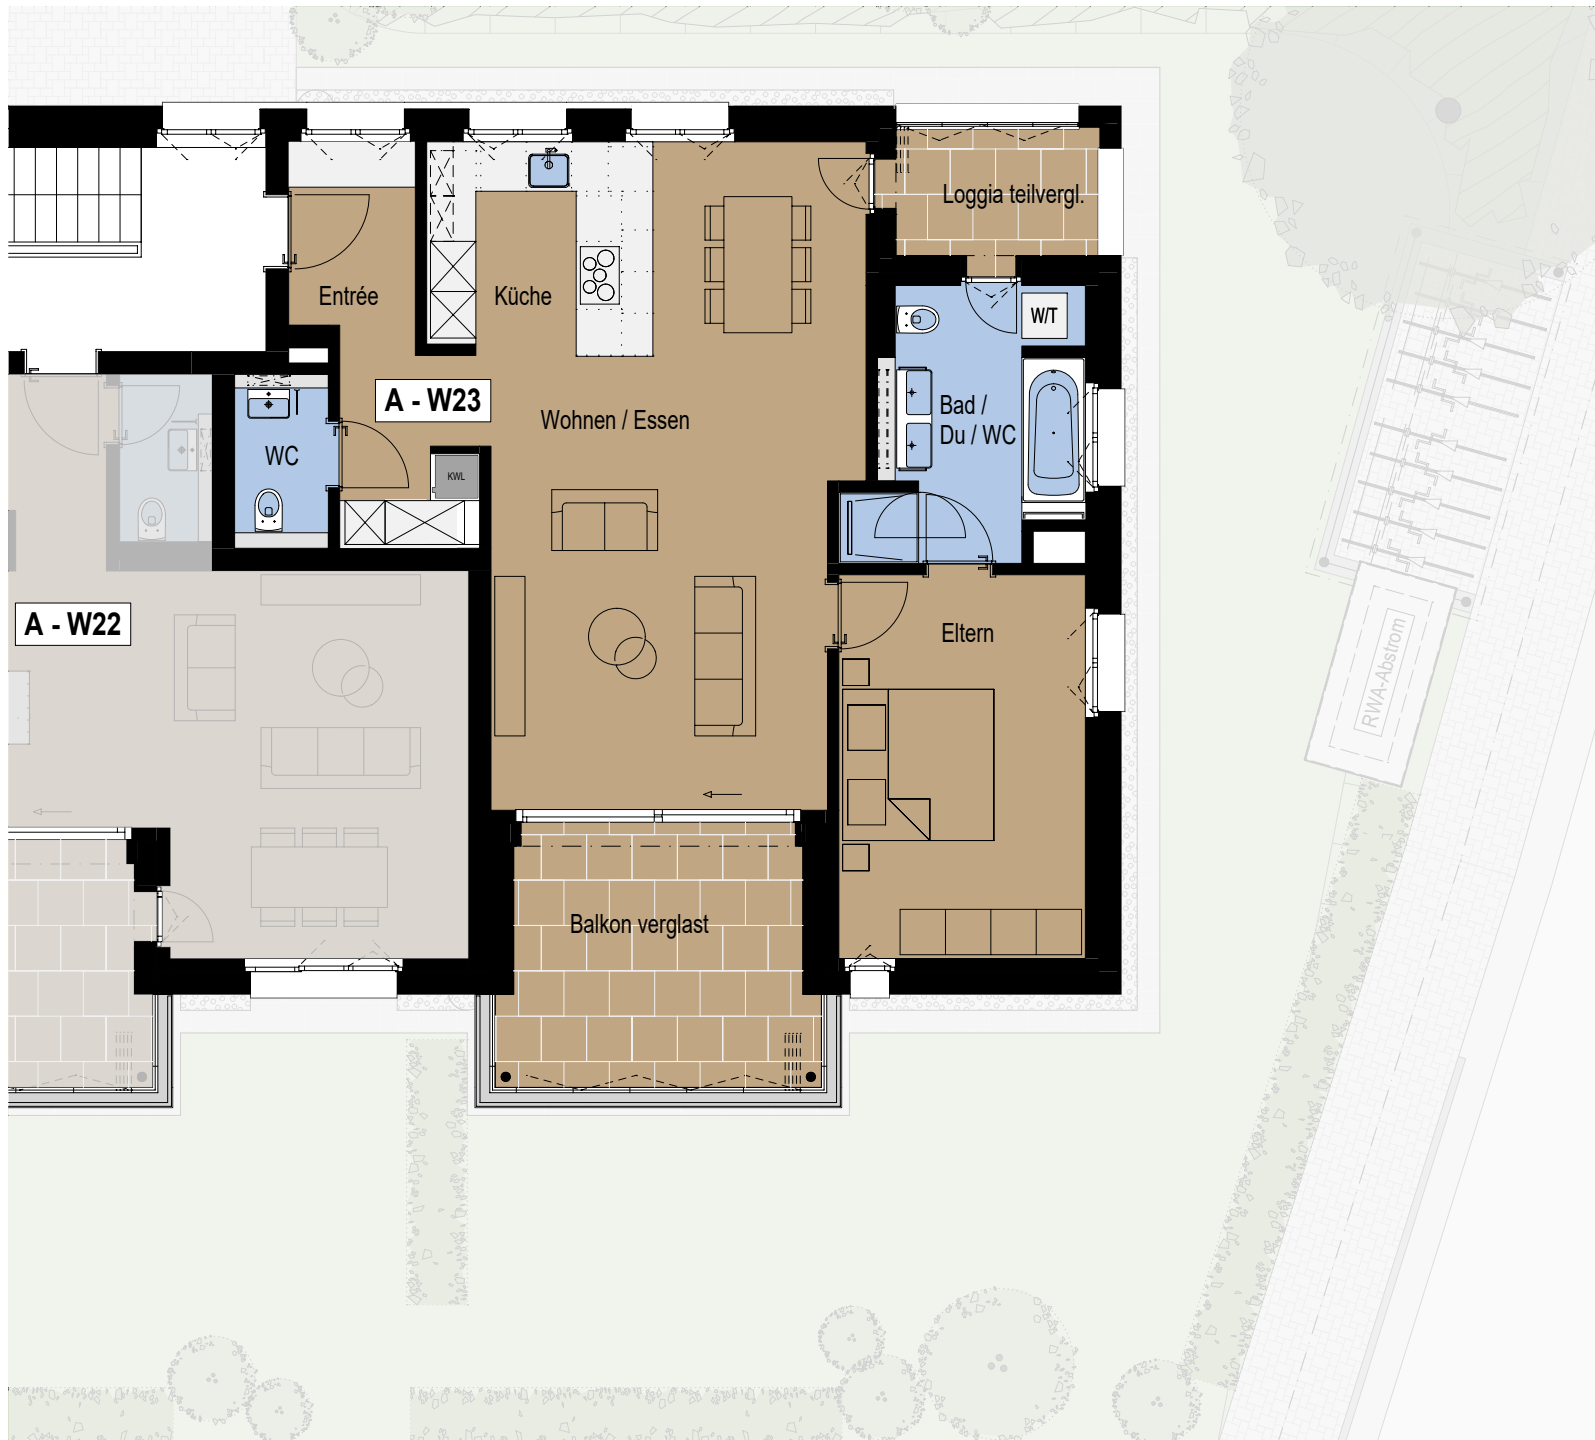 Loggia teilvergl.
Entrée
Küche
W/T
A - W23
Wohnen / Essen
Bad /
Du / WC
WC
KWL
A - W22
Eltern
RWA-Abstrom
Balkon verglast